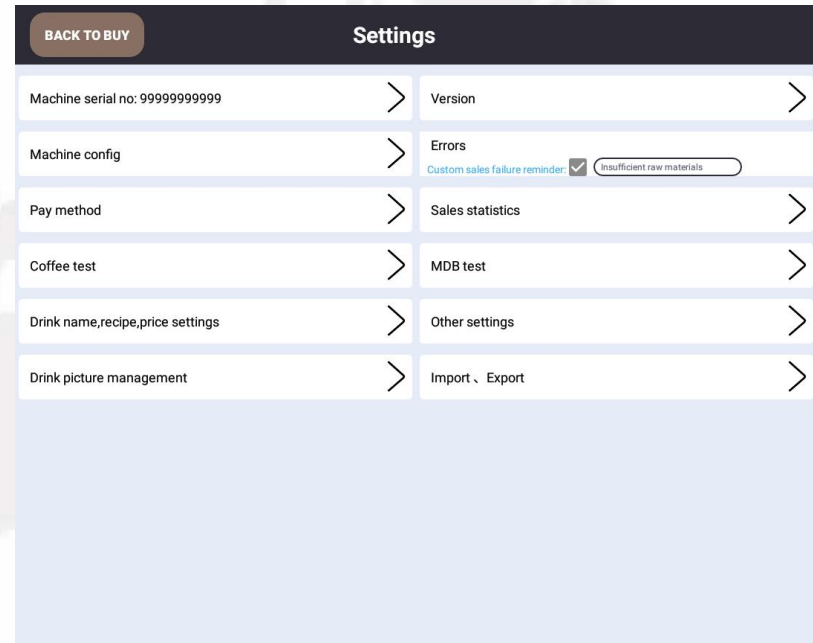 BACK TO BUY
Settings
Machine serial no: 99999999999
Version
Machine config
Errors
Custom sales failure reminder:
Insufficient raw materials
Pay method
Sales statistics
Coffee test
MDB test
Drink name,recipe,price settings
Other settings
Drink picture management
Import、Export